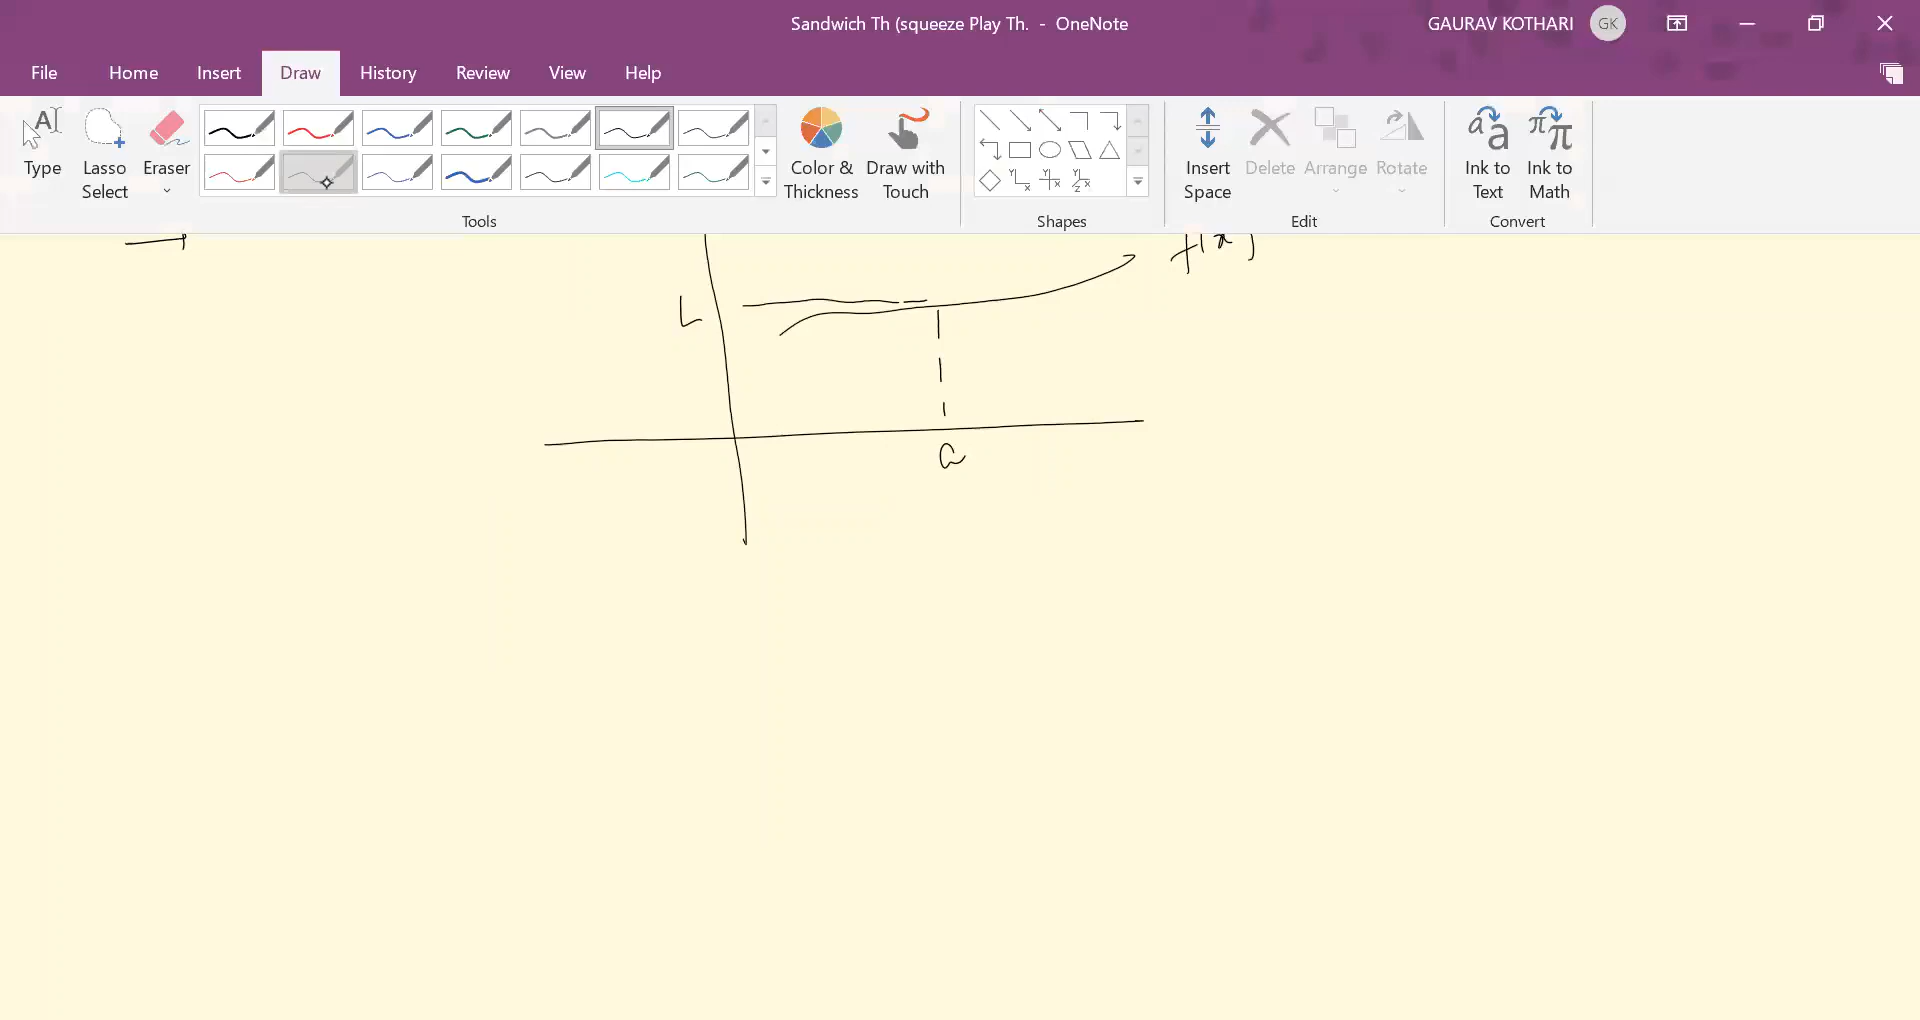 Sandwich Th (squeeze Play Th. - OneNote
GAURAV KOTHARI GK
File Home Insert Draw History Review View Help
Type
Lasso Select
Eraser
Color & Thickness
Draw with Touch
Insert Space
Delete
Arrange
Rotate
Ink to Text
Ink to Math
Tools
Shapes
Edit
Convert
f(x)
L
a